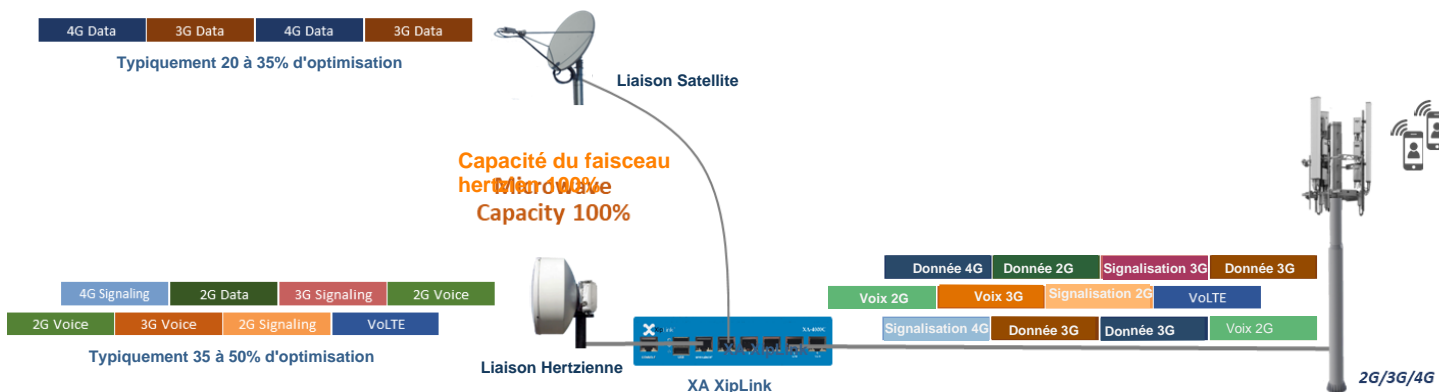 4G Data 3G Data 4G Data 3G Data
Typiquement 20 à 35% d'optimisation
Liaison Satellite
Capacité du faisceau
hertzien 100%
Microwave
Capacity 100%
Donnée 4G Donnée 2G Signalisation 3G Donnée 3G
4G Signaling 2G Data 3G Signaling 2G Voice
Voix 2G Voix 3G Signalisation 2G VoLTE
2G Voice 3G Voice 2G Signaling VoLTE
Signalisation 4G Donnée 3G Donnée 3G Voix 2G
Typiquement 35 à 50% d'optimisation
Liaison Hertzienne
XA XipLink
2G/3G/4G